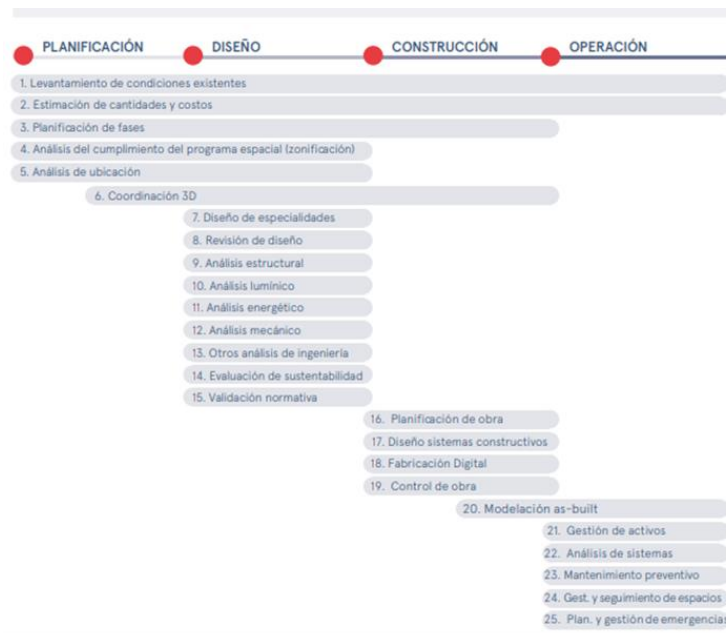 PLANIFICACIÓN DISEÑO CONSTRUCCIÓN OPERACIÓN
1. Levantamiento de condiciones existentes
2. Estimación de cantidades y costos
3. Planificación de fases
4. Análisis del cumplimiento del programa espacial (zonificación)
5. Análisis de ubicación
6. Coordinación 3D
7. Diseño de especialidades
8. Revisión de diseño
9. Análisis estructural
10. Análisis lumínico
11. Análisis energético
12. Análisis mecánico
13. Otros análisis de ingeniería
14. Evaluación de sustentabilidad
15. Validación normativa
16. Planificación de obra
17. Diseño sistemas constructivos
18. Fabricación Digital
19. Control de obra
20. Modelación as-built
21. Gestión de activos
22. Análisis de sistemas
23. Mantenimiento preventivo
24. Gest. y seguimiento de espacios
25. Plan. y gestión de emergencia